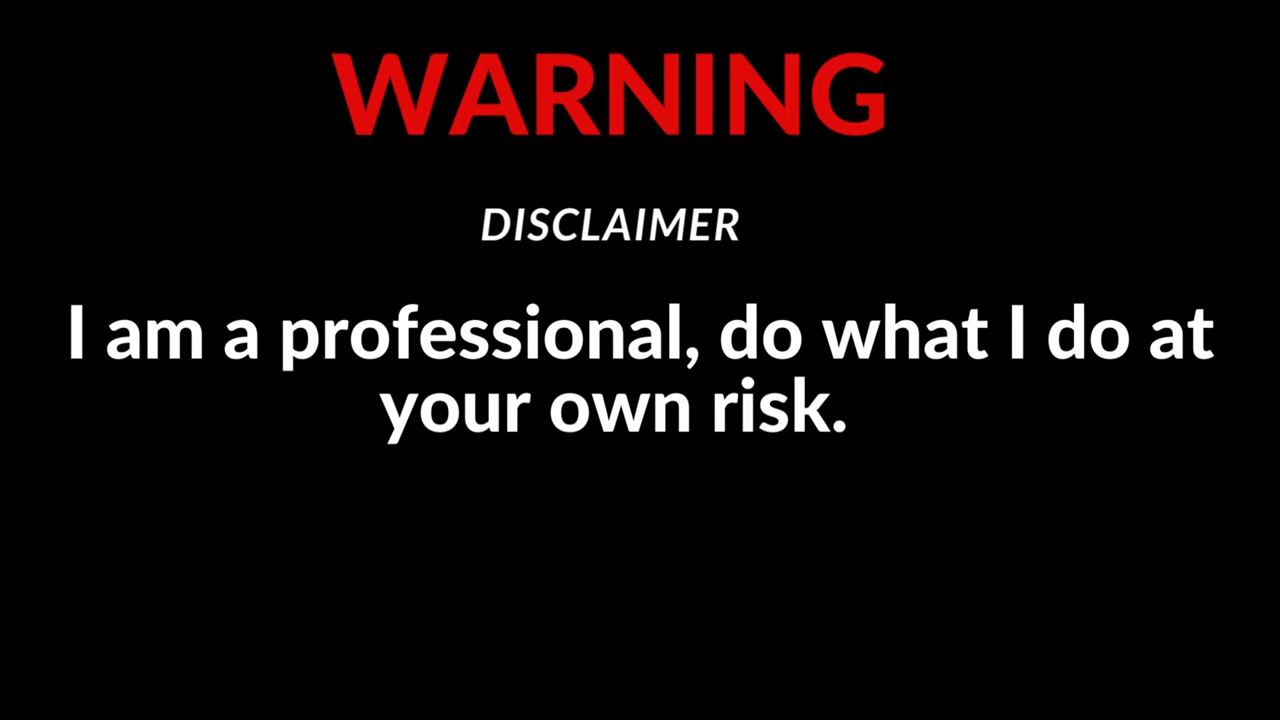 WARNING
DISCLAIMER
I am a professional, do what I do at
your own risk.